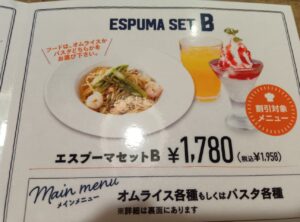 ESPUMA SET B
フードは、オムライスか
パスタどちらかを
お選び下さい。
割引対象
メニュー
エスプーマセットB ¥1,780 (税込¥1,958)
Main menu
メインメニュー
オムライス各種もしくはパスタ各種
※詳細は裏面にあります